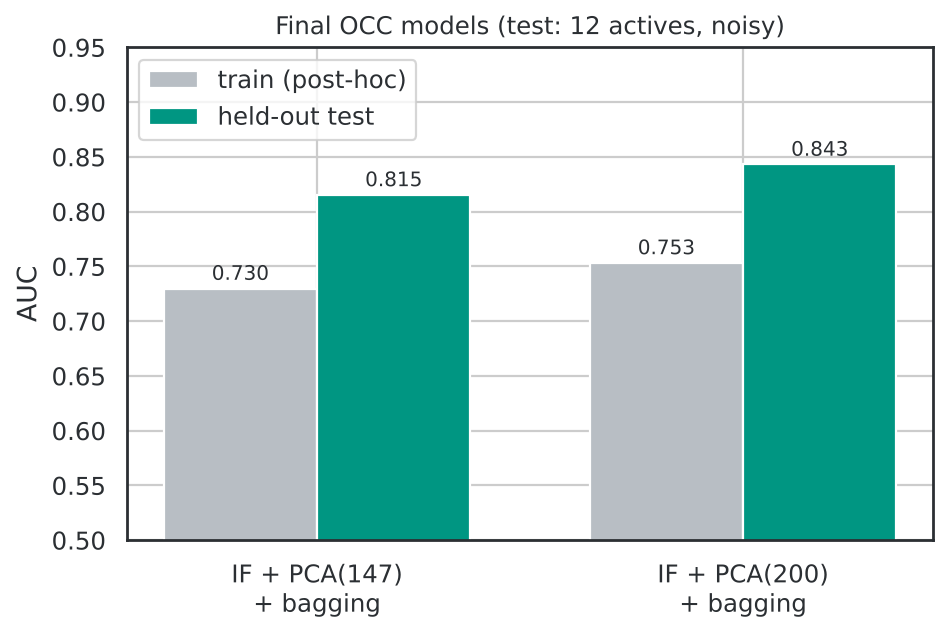 Final OCC models (test: 12 actives, noisy)
train (post-hoc)
held-out test
AUC
0.95
0.90
0.85
0.80
0.75
0.70
0.65
0.60
0.55
0.50
0.730
0.815
0.753
0.843
IF + PCA(147)
+ bagging
IF + PCA(200)
+ bagging